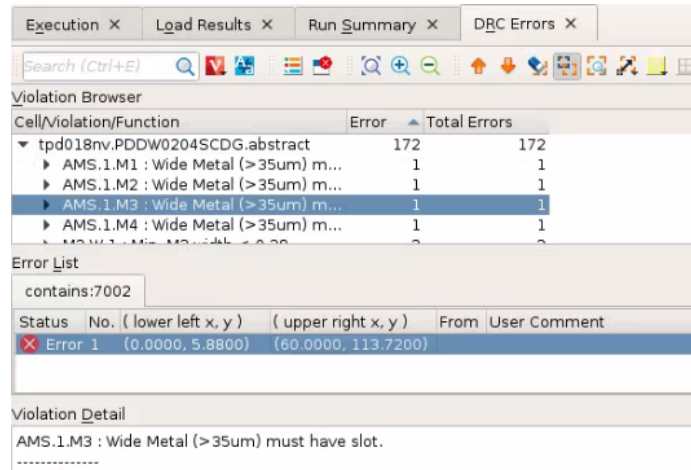 Execution × Load Results × Run Summary × DRC Errors ×
Search (Ctrl+E)
Violation Browser
Cell/Violation/Function Error Total Errors
tpd018nv.PDDW0204SCDG.abstract 172 172
AMS.1.M1 : Wide Metal (>35um) m... 1 1
AMS.1.M2 : Wide Metal (>35um) m... 1 1
AMS.1.M3 : Wide Metal (>35um) m... 1 1
AMS.1.M4 : Wide Metal (>35um) m... 1 1
Error List
contains:7002
Status No. ( lower left x, y ) ( upper right x, y ) From User Comment
Error 1 (0.0000, 5.8800) (60.0000, 113.7200)
Violation Detail
AMS.1.M3 : Wide Metal (>35um) must have slot.
--------------